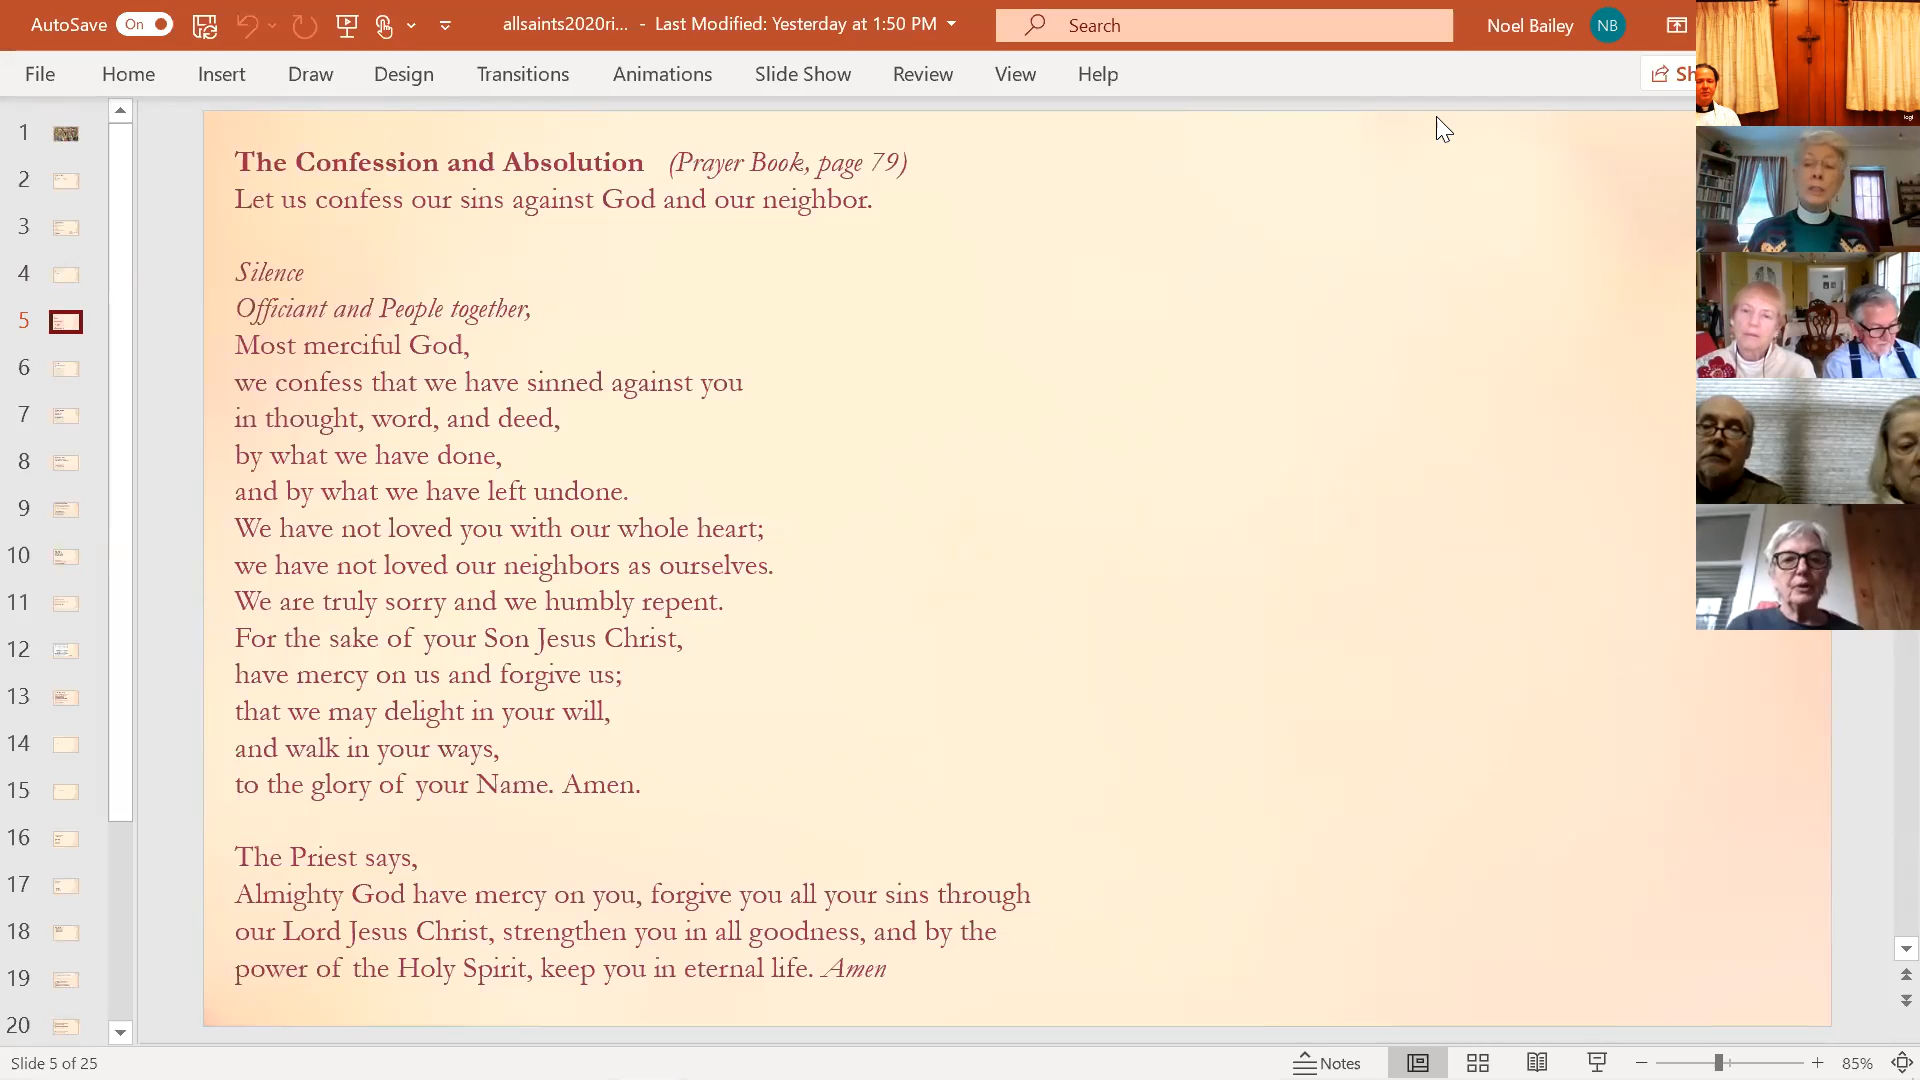 AutoSave On allsaints2020ri... - Last Modified: Yesterday at 1:50 PM Search Noel Bailey NB
File Home Insert Draw Design Transitions Animations Slide Show Review View Help Sh
1
2
3
4
5
6
7
8
9
10
11
12
13
14
15
16
17
18
19
20
The Confession and Absolution (Prayer Book, page 79)
Let us confess our sins against God and our neighbor.
Silence
Officiant and People together,
Most merciful God,
we confess that we have sinned against you
in thought, word, and deed,
by what we have done,
and by what we have left undone.
We have not loved you with our whole heart;
we have not loved our neighbors as ourselves.
We are truly sorry and we humbly repent.
For the sake of your Son Jesus Christ,
have mercy on us and forgive us;
that we may delight in your will,
and walk in your ways,
to the glory of your Name. Amen.
The Priest says,
Almighty God have mercy on you, forgive you all your sins through
our Lord Jesus Christ, strengthen you in all goodness, and by the
power of the Holy Spirit, keep you in eternal life. Amen
Slide 5 of 25 Notes 85%